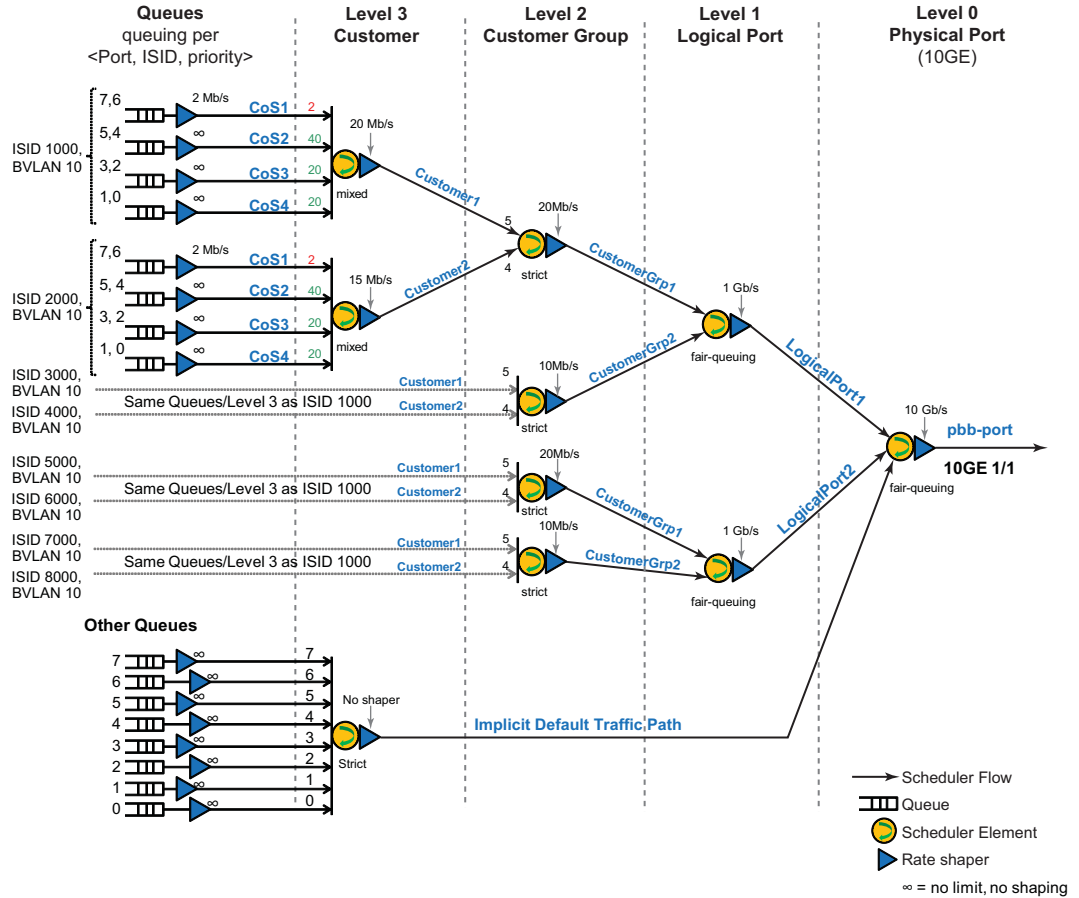 Queues
queuing per
<Port, ISID, priority>
Level 3
Customer
Level 2
Customer Group
Level 1
Logical Port
Level 0
Physical Port
(10GE)
ISID 1000,
BVLAN 10
7,6
2 Mb/s
CoS1
2
5,4
∞
CoS2
40
3,2
∞
CoS3
20
1,0
∞
CoS4
20
20 Mb/s
mixed
Customer1
ISID 2000,
BVLAN 10
7,6
2 Mb/s
CoS1
2
5, 4
∞
CoS2
40
3, 2
∞
CoS3
20
1, 0
∞
CoS4
20
15 Mb/s
mixed
Customer2
5
4
20Mb/s
strict
CustomerGrp1
1 Gb/s
fair-queuing
LogicalPort1
ISID 3000,
BVLAN 10
Customer1
Same Queues/Level 3 as ISID 1000
ISID 4000,
BVLAN 10
Customer2
5
4
10Mb/s
strict
CustomerGrp2
10 Gb/s
pbb-port
10GE 1/1
fair-queuing
ISID 5000,
BVLAN 10
Customer1
Same Queues/Level 3 as ISID 1000
ISID 6000,
BVLAN 10
Customer2
5
4
20Mb/s
strict
CustomerGrp1
LogicalPort2
ISID 7000,
BVLAN 10
Customer1
Same Queues/Level 3 as ISID 1000
ISID 8000,
BVLAN 10
Customer2
5
4
10Mb/s
strict
CustomerGrp2
1 Gb/s
fair-queuing
Other Queues
7
∞
7
6
∞
6
5
∞
5
4
∞
4
3
∞
3
2
∞
2
1
∞
1
0
∞
0
No shaper
Strict
Implicit Default Traffic Path
Scheduler Flow
Queue
Scheduler Element
Rate shaper
∞ = no limit, no shaping